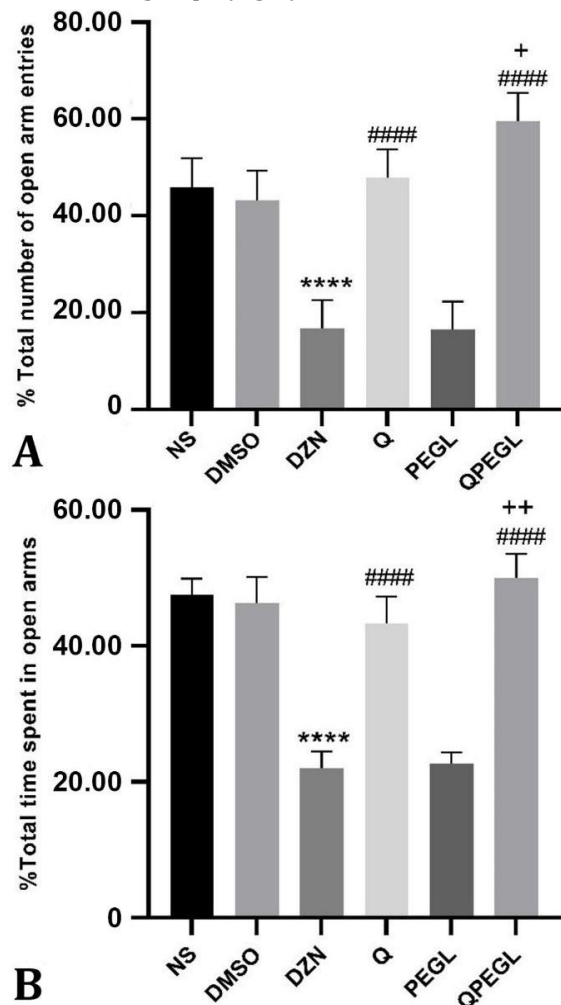 % Total number of open arm entries
80.00
60.00
40.00
20.00
0
****
####
+
####
NS
DMSO
DZN
Q
PEGL
QPEGL
A
%Total time spent in open arms
60.00
40.00
20.00
0
****
####
++
####
NS
DMSO
DZN
Q
PEGL
QPEGL
B